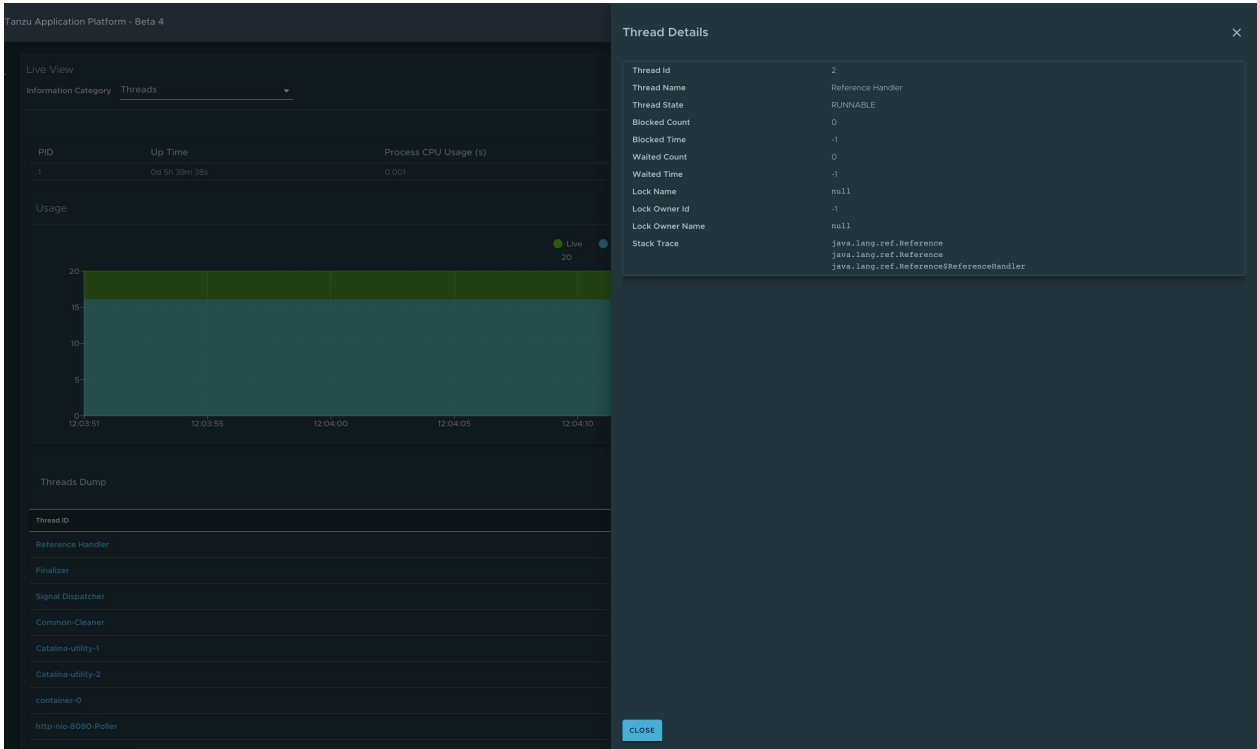 Tanzu Application Platform - Beta 4
Live View
Information Category Threads
PID Up Time Process CPU Usage (s)
1 0d 5h 39m 38s 0.001
Usage
Live
20
20
15
10
5
0
12:03:51 12:03:55 12:04:00 12:04:05 12:04:10
Threads Dump
Thread ID
Reference Handler
Finalizer
Signal Dispatcher
Common-Cleaner
Catalina-utility-1
Catalina-utility-2
container-0
http-nio-8080-Poller
Thread Details
Thread Id 2
Thread Name Reference Handler
Thread State RUNNABLE
Blocked Count 0
Blocked Time -1
Waited Count 0
Waited Time -1
Lock Name null
Lock Owner Id -1
Lock Owner Name null
Stack Trace java.lang.ref.Reference
java.lang.ref.Reference
java.lang.ref.Reference$ReferenceHandler
CLOSE